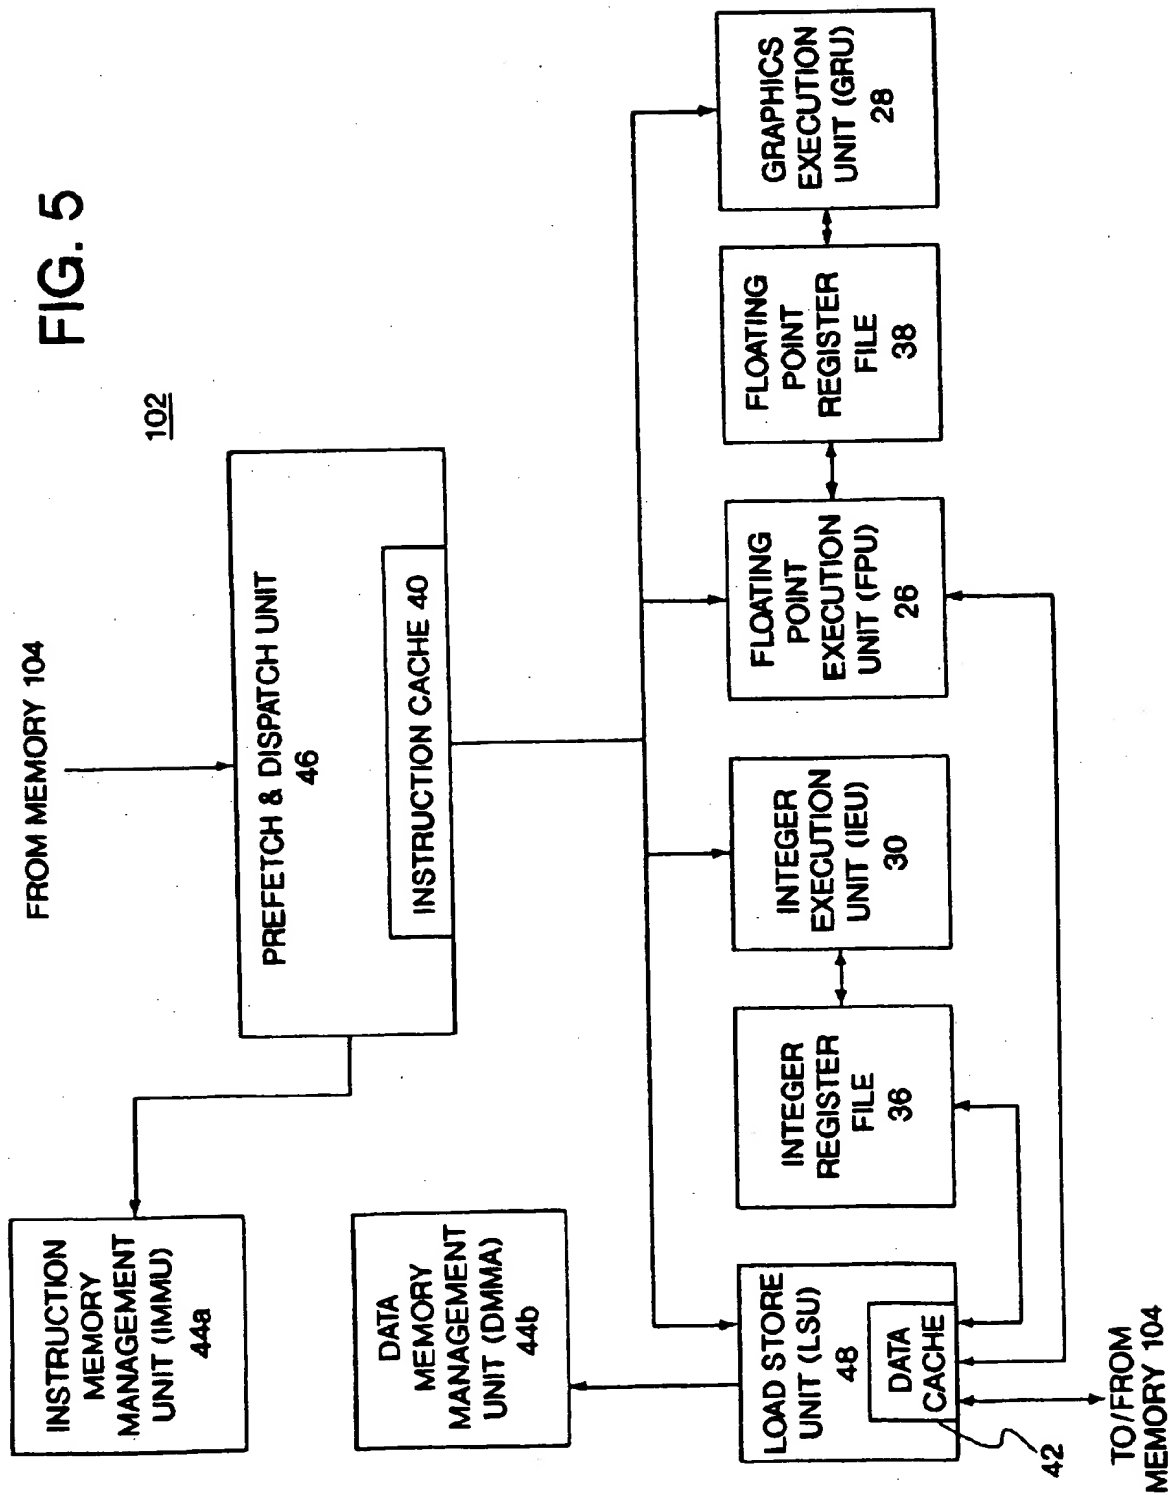 FIG. 5
102
FROM MEMORY 104
PREFETCH & DISPATCH UNIT
46
INSTRUCTION CACHE 40
INSTRUCTION
MEMORY
MANAGEMENT
UNIT (IMMU)
44a
DATA
MEMORY
MANAGEMENT
UNIT (DMMA)
44b
LOAD STORE
UNIT (LSU)
48
DATA
CACHE
42
TO/FROM
MEMORY 104
INTEGER
REGISTER
FILE
36
INTEGER
EXECUTION
UNIT (IEU)
30
FLOATING
POINT
EXECUTION
UNIT (FPU)
26
FLOATING
POINT
REGISTER
FILE
38
GRAPHICS
EXECUTION
UNIT (GRU)
28